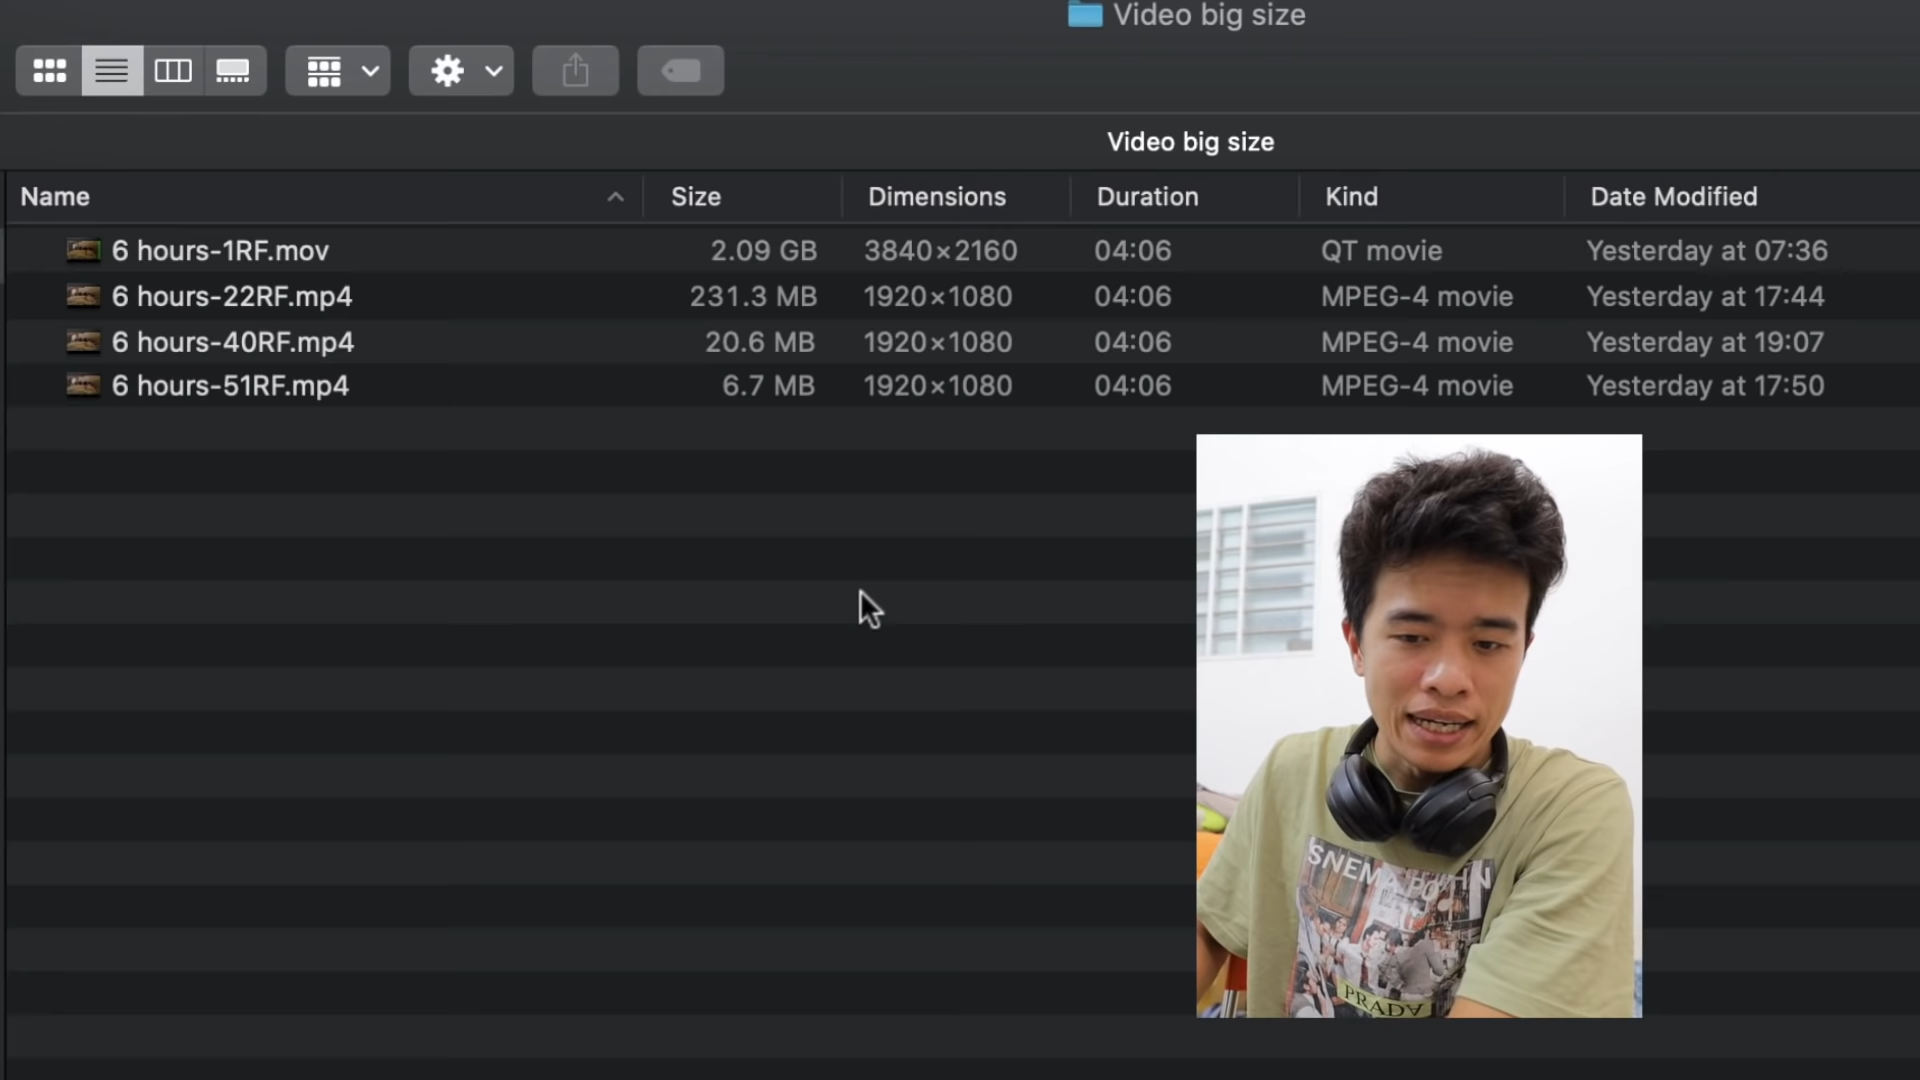 Video big size
Video big size
Name Size Dimensions Duration Kind Date Modified
6 hours-1RF.mov 2.09 GB 3840×2160 04:06 QT movie Yesterday at 07:36
6 hours-22RF.mp4 231.3 MB 1920×1080 04:06 MPEG-4 movie Yesterday at 17:44
6 hours-40RF.mp4 20.6 MB 1920×1080 04:06 MPEG-4 movie Yesterday at 19:07
6 hours-51RF.mp4 6.7 MB 1920×1080 04:06 MPEG-4 movie Yesterday at 17:50
PRADA